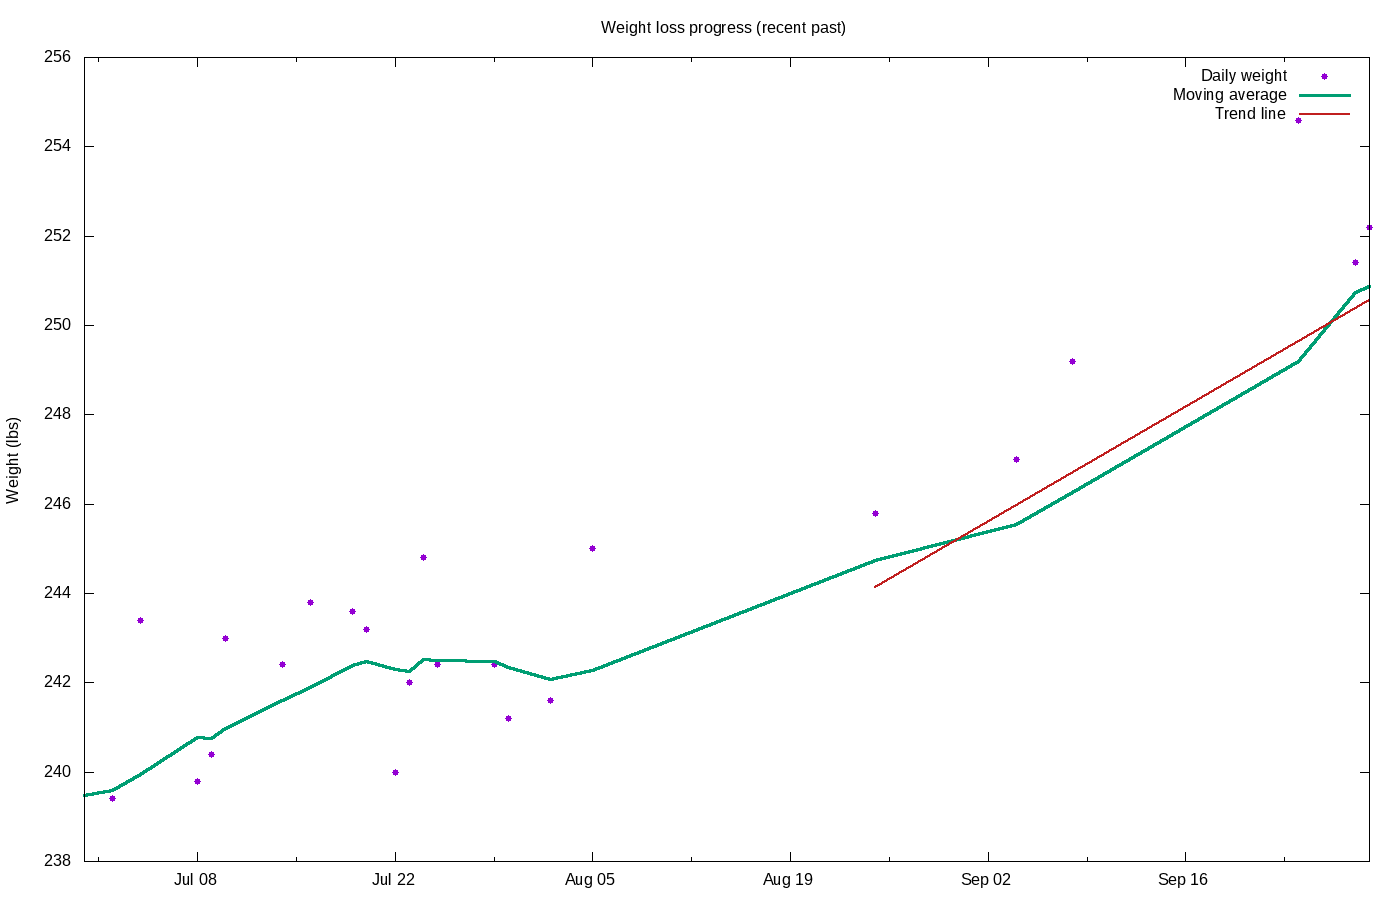 Weight loss progress (recent past)
256
254
252
250
248
246
244
242
240
238
Weight (lbs)
Daily weight
Moving average
Trend line
Jul 08 Jul 22 Aug 05 Aug 19 Sep 02 Sep 16